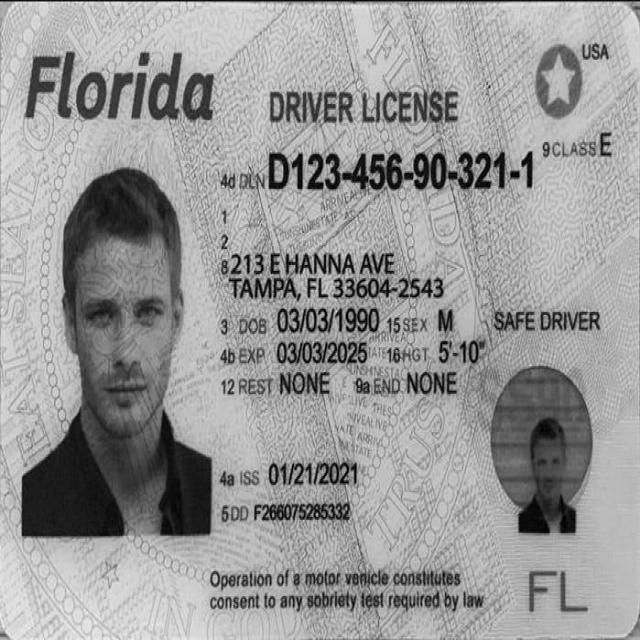 Florida
USA
DRIVER LICENSE
9 CLASS E
4d DLN D123-456-90-321-1
1
2
8 213 E HANNA AVE
TAMPA, FL 33604-2543
3 DOB 03/03/1990 15 SEX M
SAFE DRIVER
4b EXP 03/03/2025 16 HGT 5'-10"
12 REST NONE 9a END NONE
4a ISS 01/21/2021
5 DD F266075285332
Operation of a motor vehicle constitutes
consent to any sobriety test required by law
FL